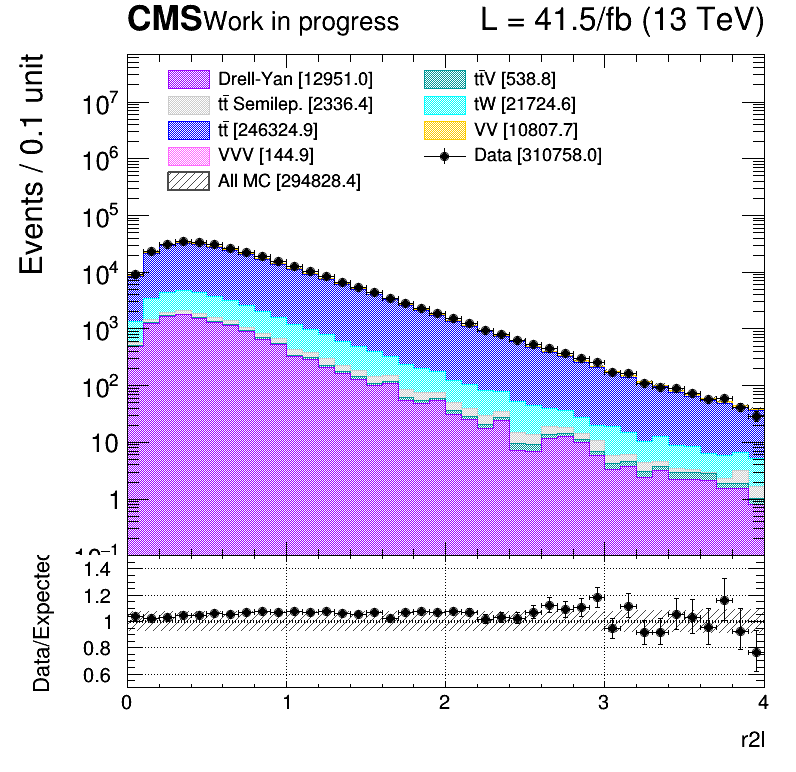 CMS Work in progress L = 41.5/fb (13 TeV)
Events / 0.1 unit
Drell-Yan [12951.0] tt̄V [538.8]
tt̄ Semilep. [2336.4] tW [21724.6]
tt̄ [246324.9] VV [10807.7]
VVV [144.9] Data [310758.0]
All MC [294828.4]
10⁷
10⁶
10⁵
10⁴
10³
10²
10
1
10⁻¹
Data/Expected
1.4
1.2
1
0.8
0.6
0 1 2 3 4
r2l